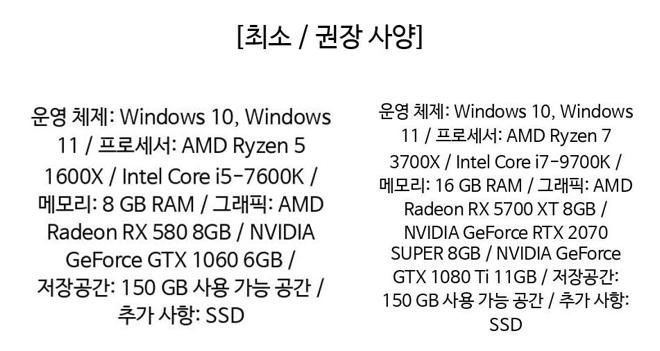 [최소 / 권장 사양]
운영 체제: Windows 10, Windows
11 / 프로세서: AMD Ryzen 5
1600X / Intel Core i5-7600K /
메모리: 8 GB RAM / 그래픽: AMD
Radeon RX 580 8GB / NVIDIA
GeForce GTX 1060 6GB /
저장공간: 150 GB 사용 가능 공간 /
추가 사항: SSD
운영 체제: Windows 10, Windows
11 / 프로세서: AMD Ryzen 7
3700X / Intel Core i7-9700K /
메모리: 16 GB RAM / 그래픽: AMD
Radeon RX 5700 XT 8GB /
NVIDIA GeForce RTX 2070
SUPER 8GB / NVIDIA GeForce
GTX 1080 Ti 11GB / 저장공간:
150 GB 사용 가능 공간 / 추가 사항:
SSD